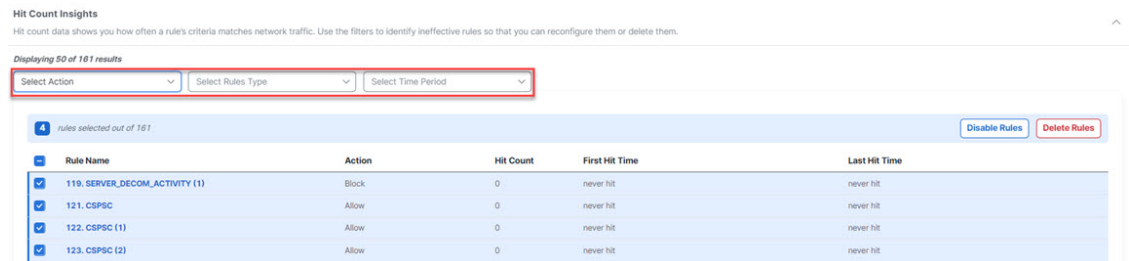 Hit Count Insights
Hit count data shows you how often a rule's criteria matches network traffic. Use the filters to identify ineffective rules so that you can reconfigure them or delete them.
Displaying 50 of 161 results
Select Action Select Rules Type Select Time Period
4 rules selected out of 161 Disable Rules Delete Rules
Rule Name Action Hit Count First Hit Time Last Hit Time
119. SERVER_DECOM_ACTIVITY (1) Block 0 never hit never hit
121. CSPSC Allow 0 never hit never hit
122. CSPSC (1) Allow 0 never hit never hit
123. CSPSC (2) Allow 0 never hit never hit